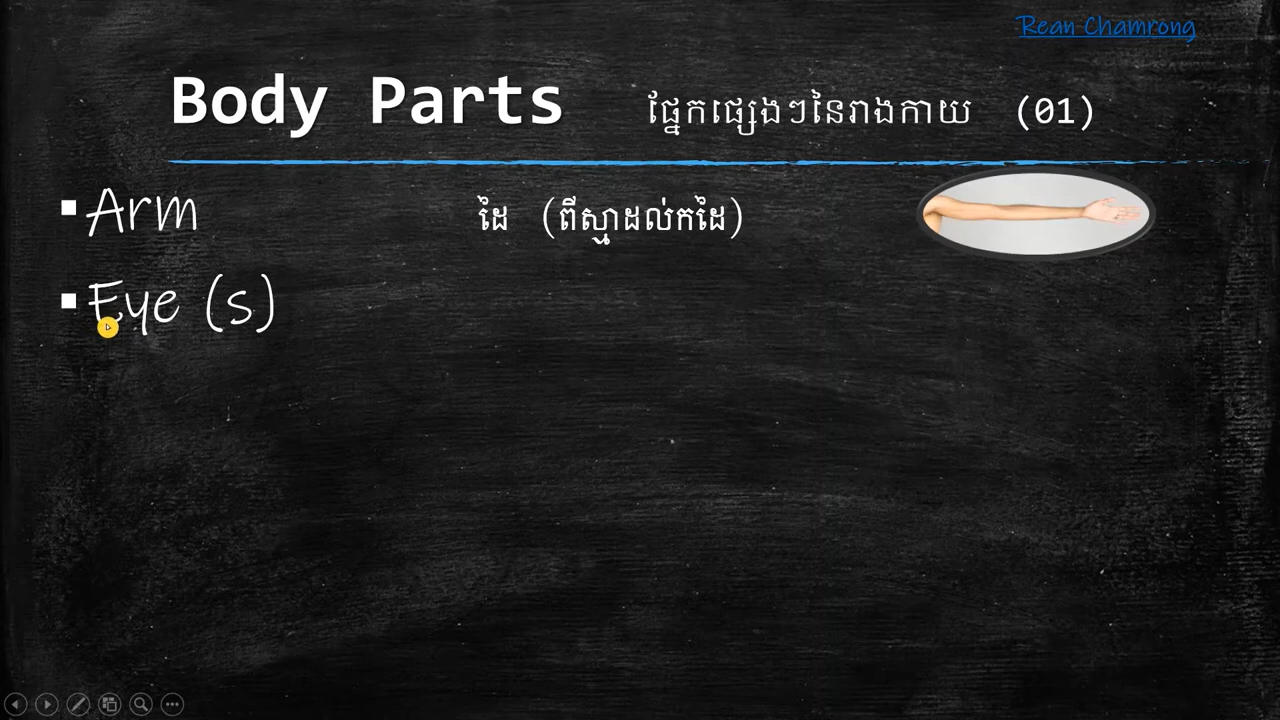 Rean Chamrong
Body Parts ផ្នែកផ្សេងៗនៃរាងកាយ (01)
Arm ដៃ (ពីស្មាដល់កដៃ)
Eye (s)